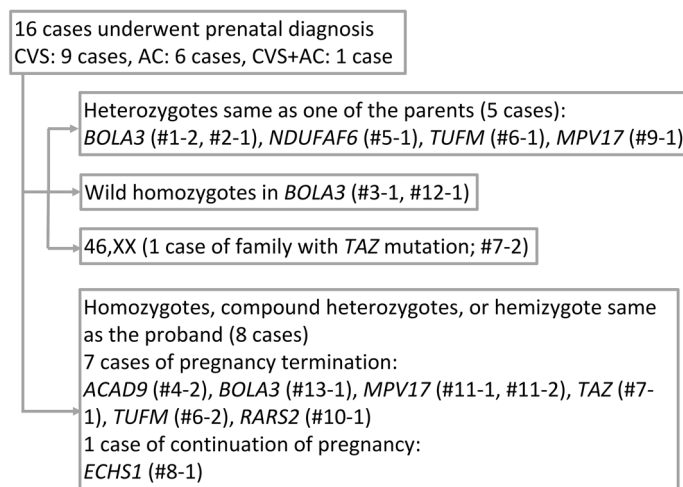 16 cases underwent prenatal diagnosis
CVS: 9 cases, AC: 6 cases, CVS+AC: 1 case
Heterozygotes same as one of the parents (5 cases):
BOLA3 (#1-2, #2-1), NDUFAF6 (#5-1), TUFM (#6-1), MPV17 (#9-1)
Wild homozygotes in BOLA3 (#3-1, #12-1)
46,XX (1 case of family with TAZ mutation; #7-2)
Homozygotes, compound heterozygotes, or hemizygote same
as the proband (8 cases)
7 cases of pregnancy termination:
ACAD9 (#4-2), BOLA3 (#13-1), MPV17 (#11-1, #11-2), TAZ (#7-
1), TUFM (#6-2), RARS2 (#10-1)
1 case of continuation of pregnancy:
ECHS1 (#8-1)